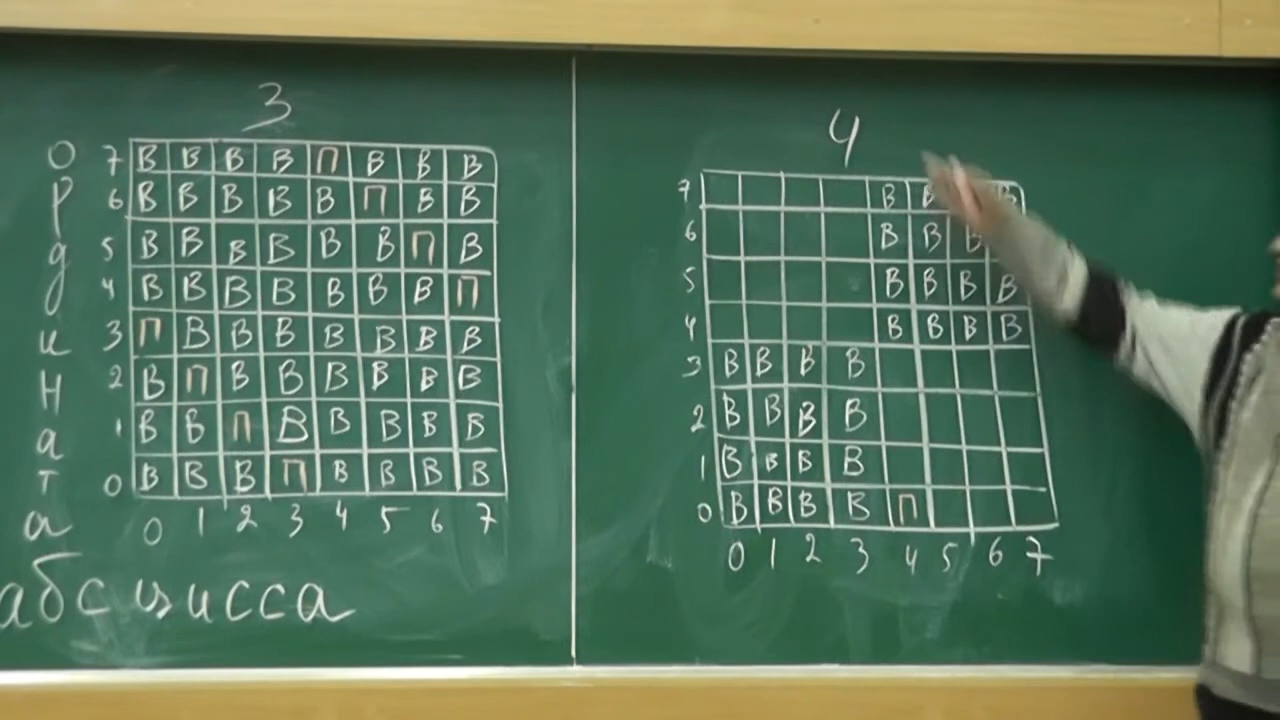 3
О 7 В В В В П В В В
р 6 В В В В В П В В
д 5 В В В В В В П В
и 4 В В В В В В В П
и 3 П В В В В В В В
н 2 В П В В В В В В
а 1 В В П В В В В В
т 0 В В В П В В В В
а 0 1 2 3 4 5 6 7
абсцисса
4
7 В В В
6 В В В
5 В В В В
4 В В В В
3 В В В В
2 В В В В
1 В В В В
0 В В В В П
0 1 2 3 4 5 6 7